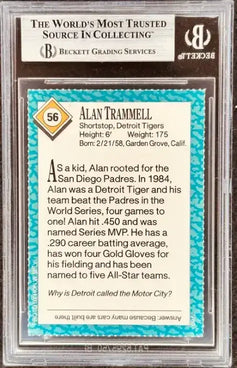 THE WORLD'S MOST TRUSTED
SOURCE IN COLLECTING™
BECKETT GRADING SERVICES
BECKETT
56
ALAN TRAMMELL
Shortstop, Detroit Tigers
Height: 6' Weight: 175
Born: 2/21/58, Garden Grove, Calif.
As a kid, Alan rooted for the
San Diego Padres. In 1984,
Alan was a Detroit Tiger and his
team beat the Padres in the
World Series, four games to
one! Alan hit .450 and was
named Series MVP. He has a
.290 career batting average,
has won four Gold Gloves for
his fielding and has been
named to five All-Star teams.
Why is Detroit called the Motor City?
Answer: Because many cars are built there